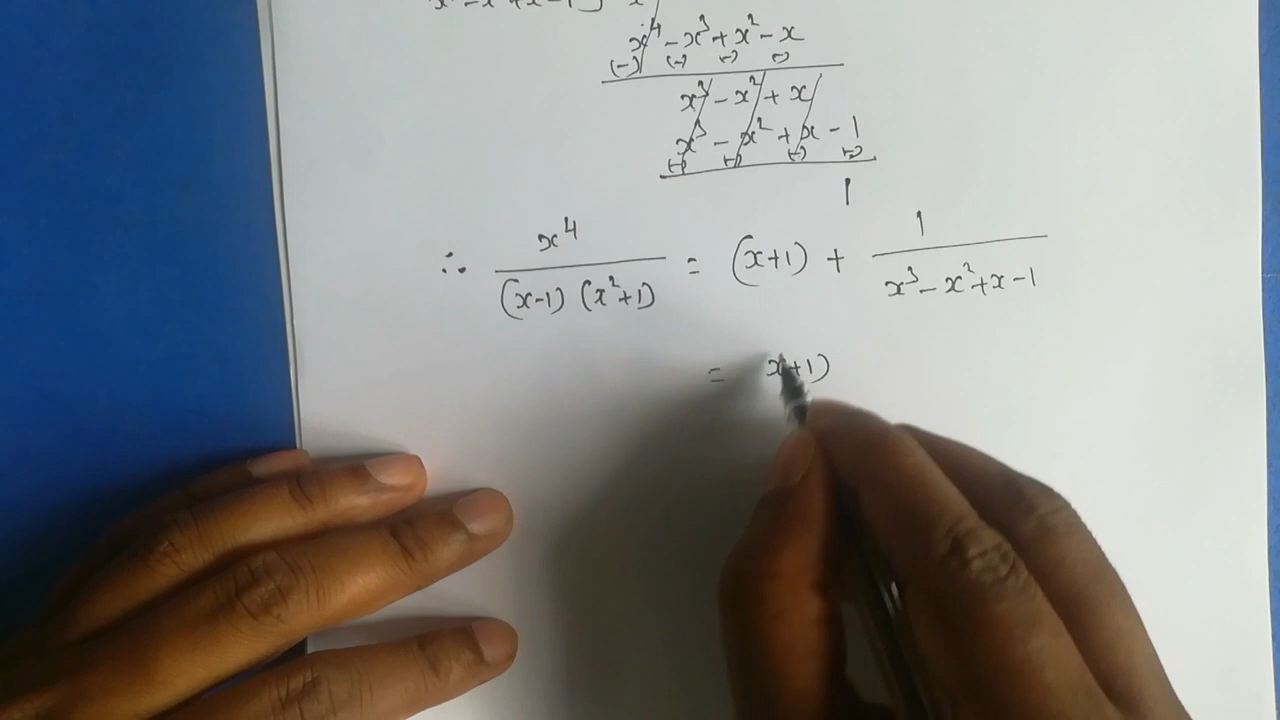 x⁴ - x³ + x² - x
(-) (-) (-) (-)
x³ - x² + x
x³ - x² + x - 1
(-) (-) (-) (-)
1
∴ x⁴ / (x-1) (x²+1) = (x+1) + 1 / x³ - x² + x - 1
= x+1)